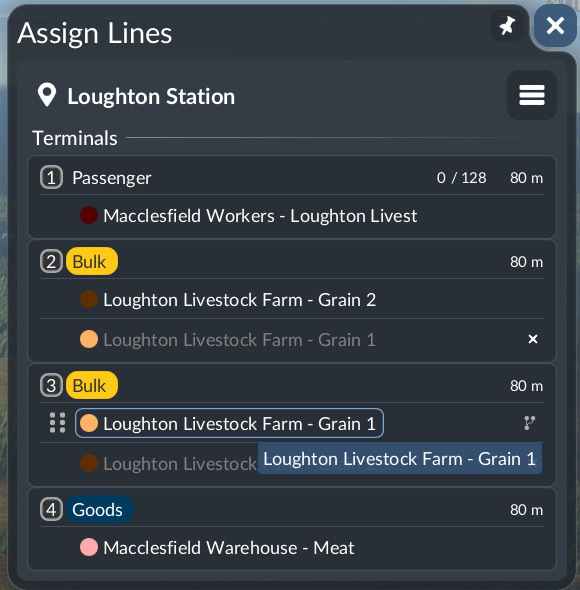 Assign Lines
Loughton Station
Terminals
1 Passenger 0 / 128 80 m
Macclesfield Workers - Loughton Livest
2 Bulk 80 m
Loughton Livestock Farm - Grain 2
Loughton Livestock Farm - Grain 1
3 Bulk 80 m
Loughton Livestock Farm - Grain 1
Loughton Livestock
Loughton Livestock Farm - Grain 1
4 Goods 80 m
Macclesfield Warehouse - Meat